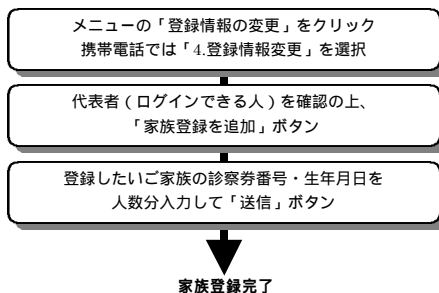 メニューの「登録情報の変更」をクリック
携帯電話では「4.登録情報変更」を選択
代表者(ログインできる人)を確認の上、
「家族登録を追加」ボタン
登録したいご家族の診察券番号・生年月日を
人数分入力して「送信」ボタン
家族登録完了